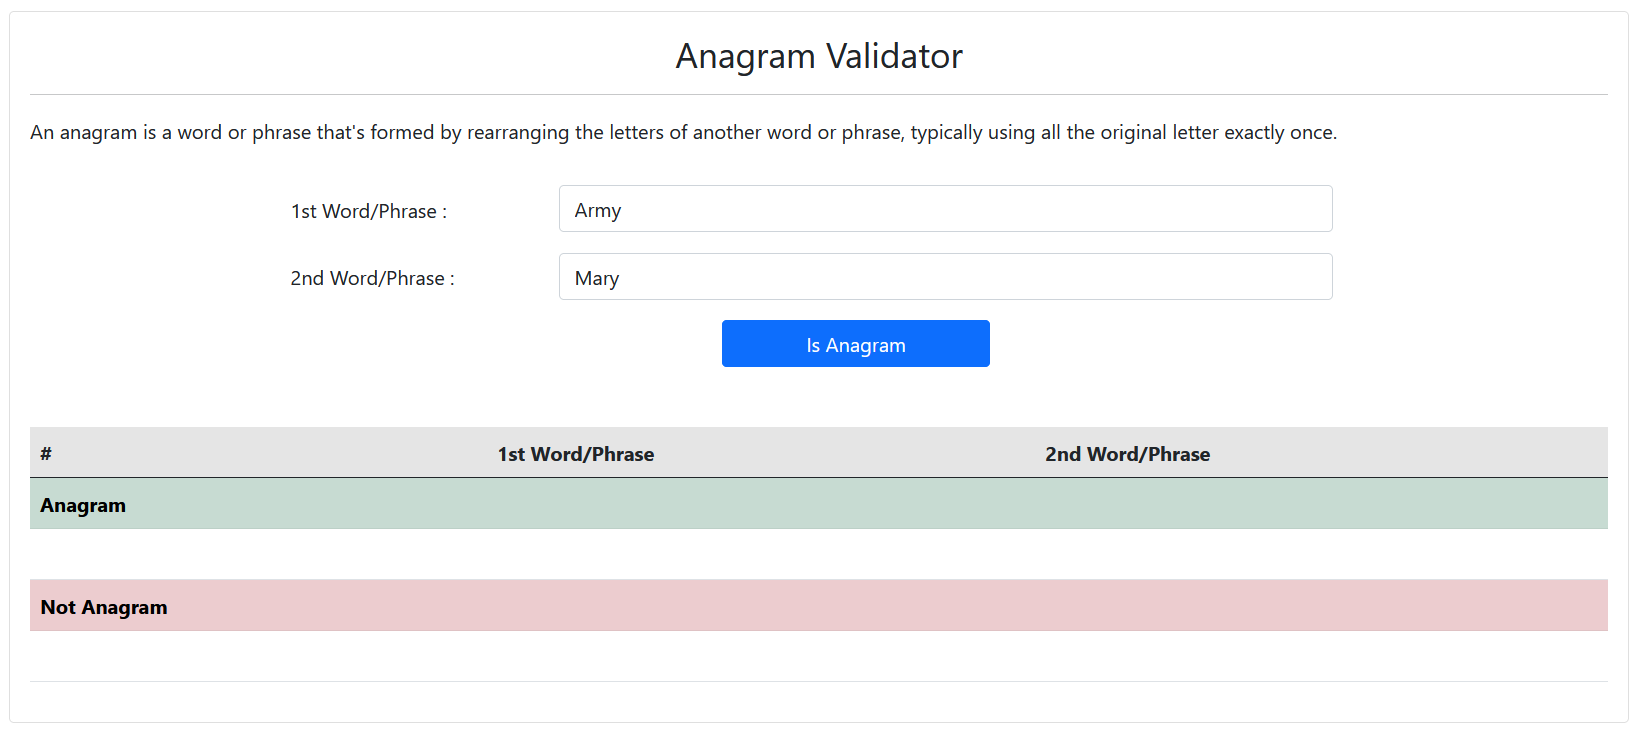 Anagram Validator
An anagram is a word or phrase that's formed by rearranging the letters of another word or phrase, typically using all the original letter exactly once.
1st Word/Phrase : Army
2nd Word/Phrase : Mary
Is Anagram
# 1st Word/Phrase 2nd Word/Phrase
Anagram
Not Anagram